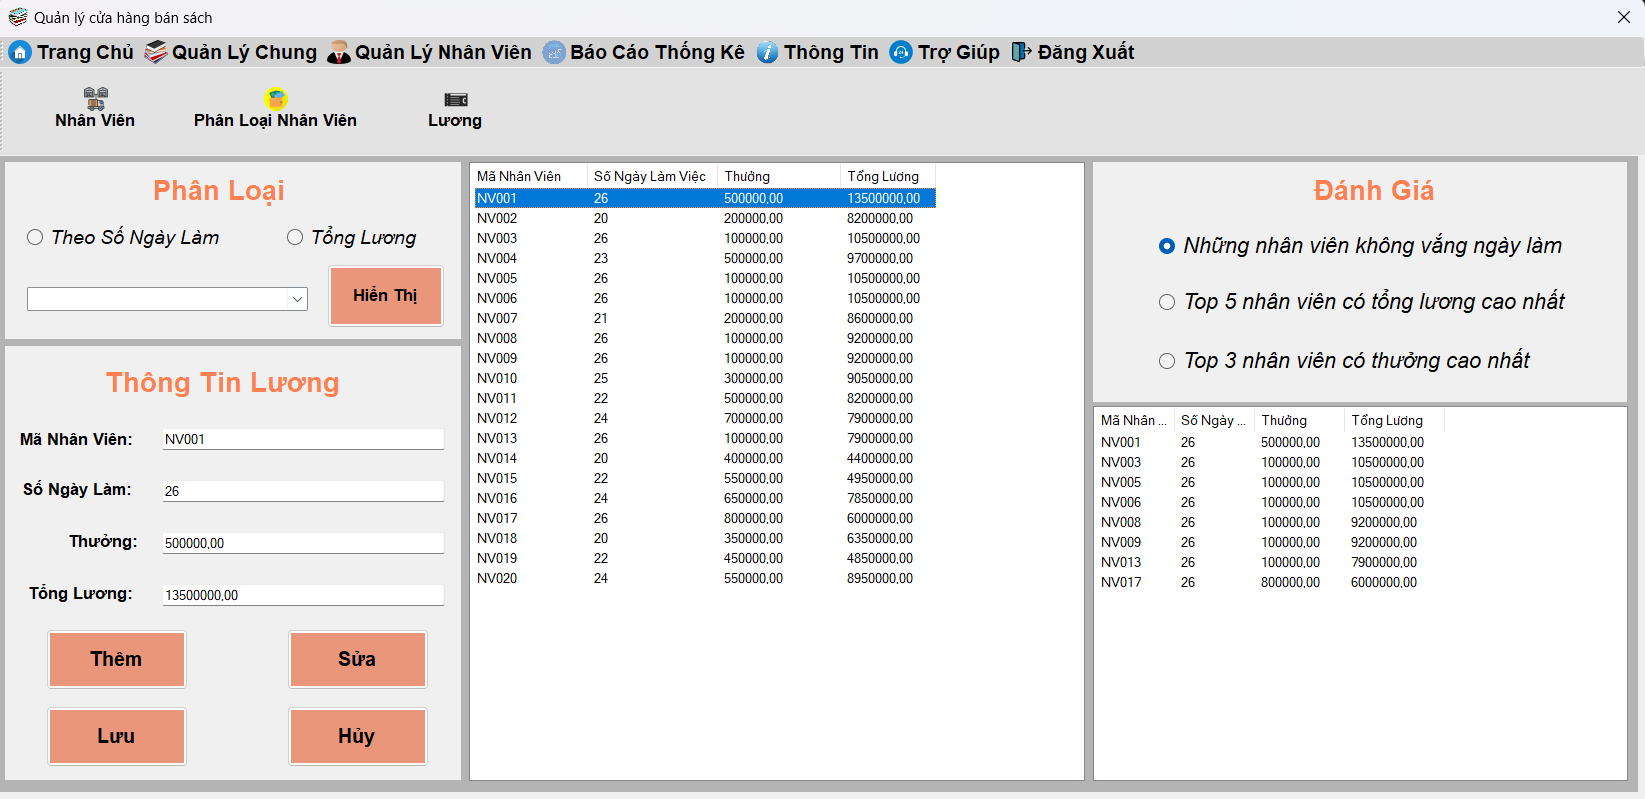 Quản lý cửa hàng bán sách
Trang Chủ Quản Lý Chung Quản Lý Nhân Viên Báo Cáo Thống Kê Thông Tin Trợ Giúp Đăng Xuất
Nhân Viên Phân Loại Nhân Viên Lương
Phân Loại
Theo Số Ngày Làm Tổng Lương
Hiển Thị
Thông Tin Lương
Mã Nhân Viên: NV001
Số Ngày Làm: 26
Thưởng: 500000,00
Tổng Lương: 13500000,00
Thêm Sửa
Lưu Hủy
Mã Nhân Viên Số Ngày Làm Việc Thưởng Tổng Lương
NV001 26 500000,00 13500000,00
NV002 20 200000,00 8200000,00
NV003 26 100000,00 10500000,00
NV004 23 500000,00 9700000,00
NV005 26 100000,00 10500000,00
NV006 26 100000,00 10500000,00
NV007 21 200000,00 8600000,00
NV008 26 100000,00 9200000,00
NV009 26 100000,00 9200000,00
NV010 25 300000,00 9050000,00
NV011 22 500000,00 8200000,00
NV012 24 700000,00 7900000,00
NV013 26 100000,00 7900000,00
NV014 20 400000,00 4400000,00
NV015 22 550000,00 4950000,00
NV016 24 650000,00 7850000,00
NV017 26 800000,00 6000000,00
NV018 20 350000,00 6350000,00
NV019 22 450000,00 4850000,00
NV020 24 550000,00 8950000,00
Đánh Giá
Những nhân viên không vắng ngày làm
Top 5 nhân viên có tổng lương cao nhất
Top 3 nhân viên có thưởng cao nhất
Mã Nhân ... Số Ngày ... Thưởng Tổng Lương
NV001 26 500000,00 13500000,00
NV003 26 100000,00 10500000,00
NV005 26 100000,00 10500000,00
NV006 26 100000,00 10500000,00
NV008 26 100000,00 9200000,00
NV009 26 100000,00 9200000,00
NV013 26 100000,00 7900000,00
NV017 26 800000,00 6000000,00